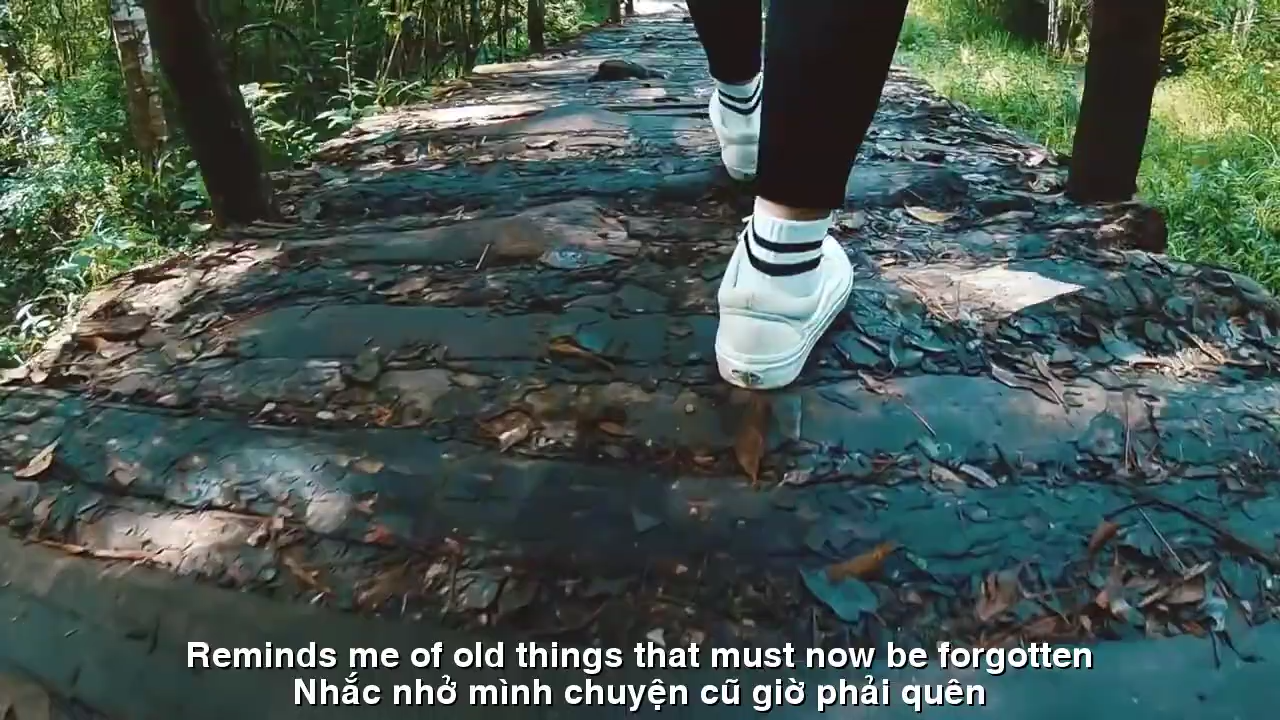 Reminds me of old things that must now be forgotten
Nhắc nhở mình chuyện cũ giờ phải quên